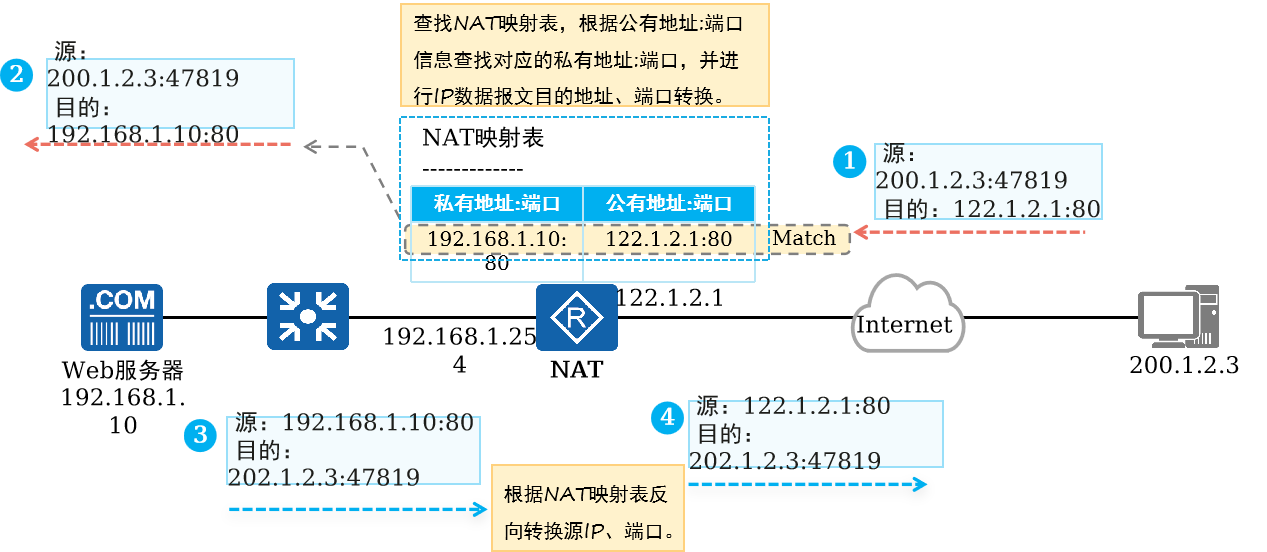 查找NAT映射表，根据公有地址:端口
信息查找对应的私有地址:端口，并进
行IP数据报文目的地址、端口转换。
2
源：
200.1.2.3:47819
目的：
192.168.1.10:80
NAT映射表
-------------
私有地址:端口 公有地址:端口
192.168.1.10: 122.1.2.1:80 Match
80
1
源：
200.1.2.3:47819
目的：122.1.2.1:80
.COM
Web服务器
192.168.1.
10
192.168.1.25
4
R
NAT
122.1.2.1
Internet
200.1.2.3
3
源：192.168.1.10:80
目的：
202.1.2.3:47819
根据NAT映射表反
向转换源IP、端口。
4
源：122.1.2.1:80
目的：
202.1.2.3:47819